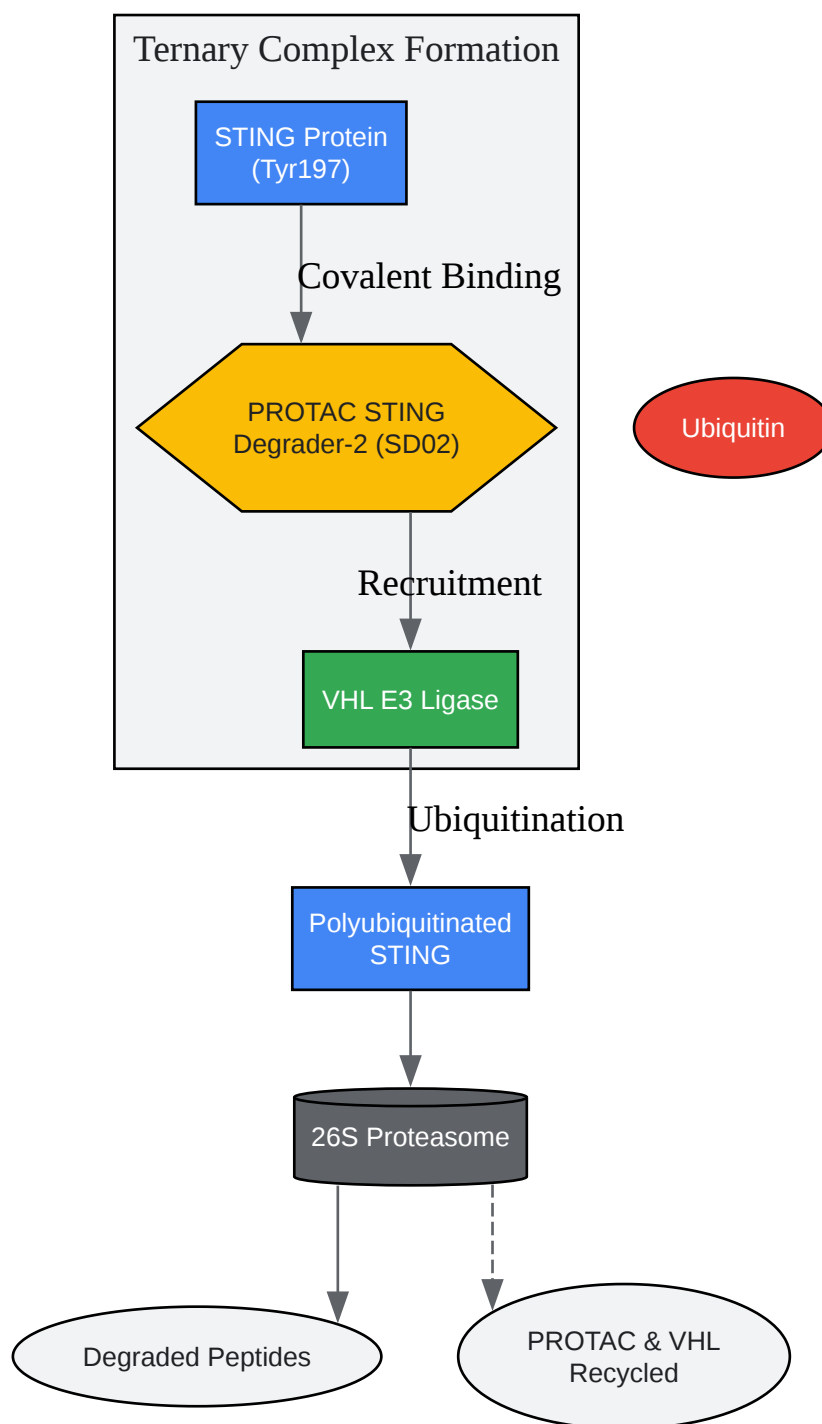 Ternary Complex Formation
STING Protein
(Tyr197)
Covalent Binding
PROTAC STING
Degrader-2 (SD02)
Ubiquitin
Recruitment
VHL E3 Ligase
Ubiquitination
Polyubiquitinated
STING
26S Proteasome
Degraded Peptides
PROTAC & VHL
Recycled